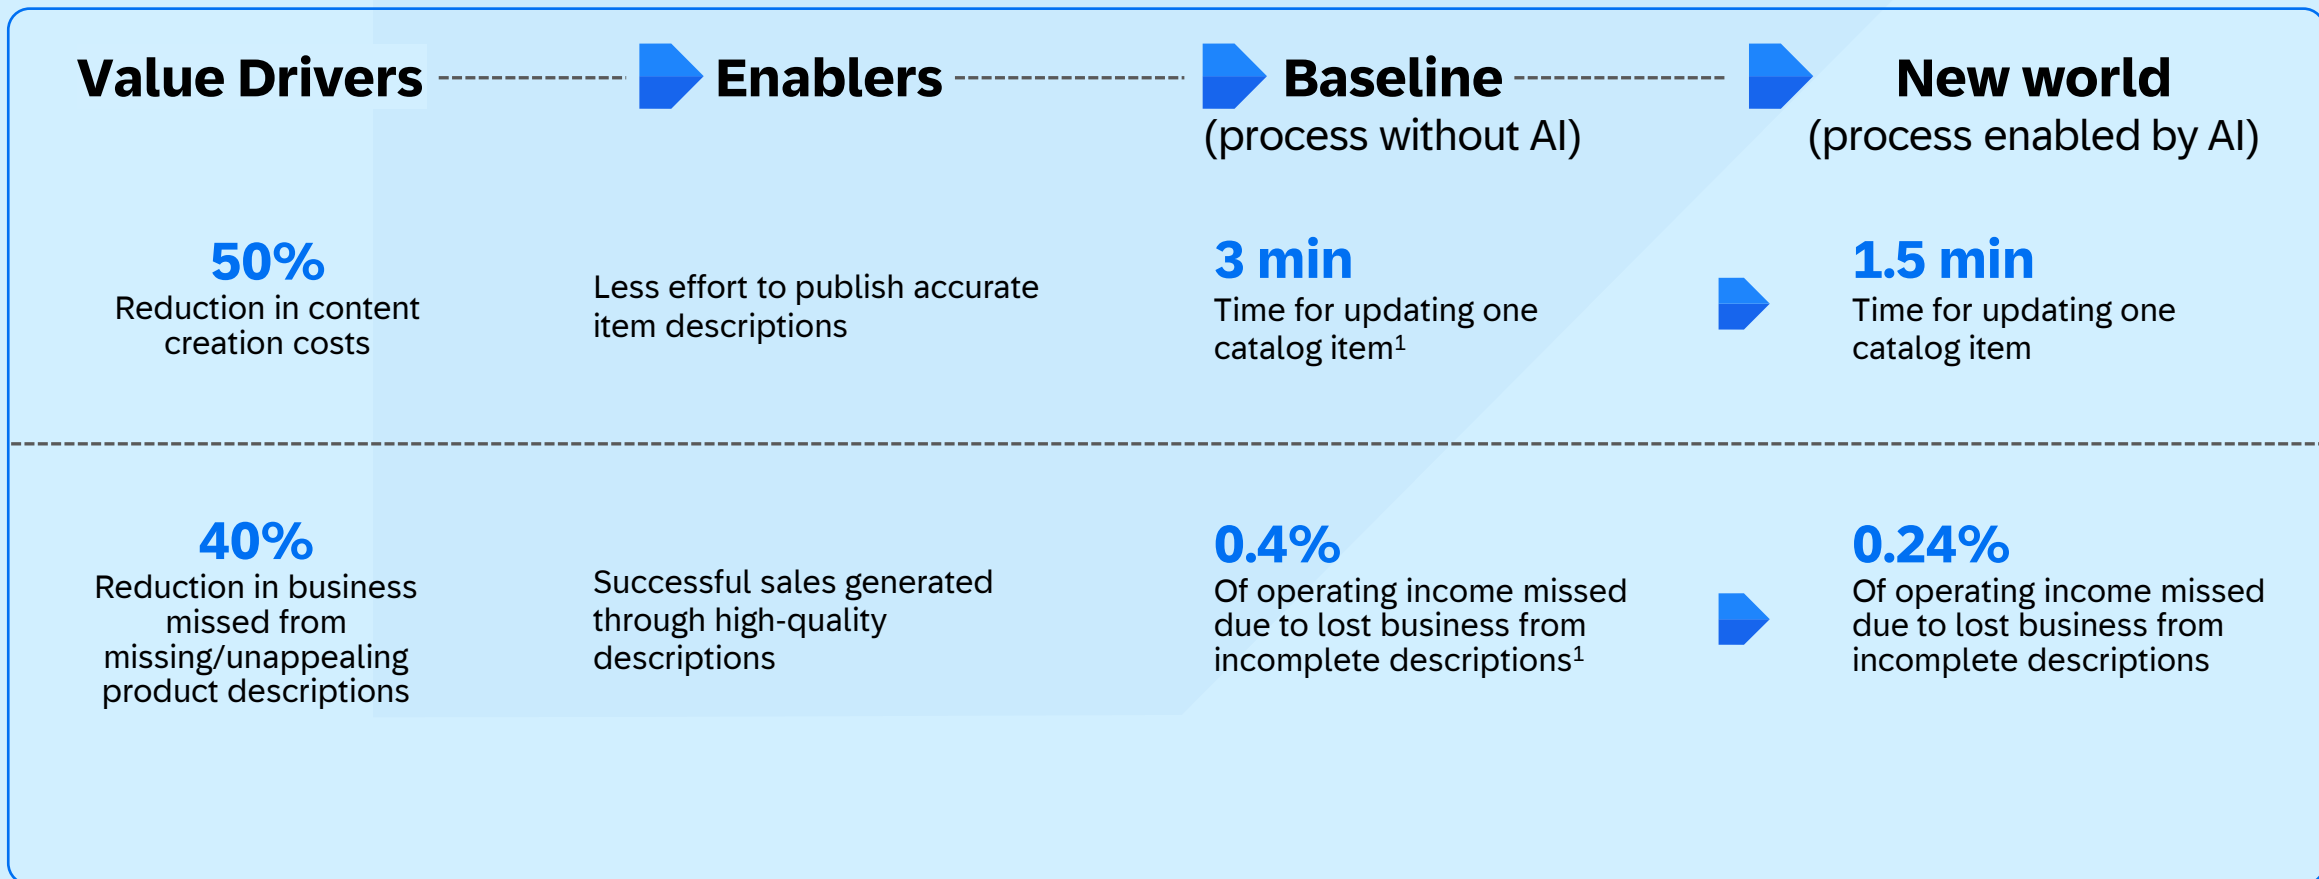 Value Drivers
Enablers
Baseline
(process without AI)
New world
(process enabled by AI)
50%
Reduction in content
creation costs
Less effort to publish accurate
item descriptions
3 min
Time for updating one
catalog item¹
1.5 min
Time for updating one
catalog item
40%
Reduction in business
missed from
missing/unappealing
product descriptions
Successful sales generated
through high-quality
descriptions
0.4%
Of operating income missed
due to lost business from
incomplete descriptions¹
0.24%
Of operating income missed
due to lost business from
incomplete descriptions